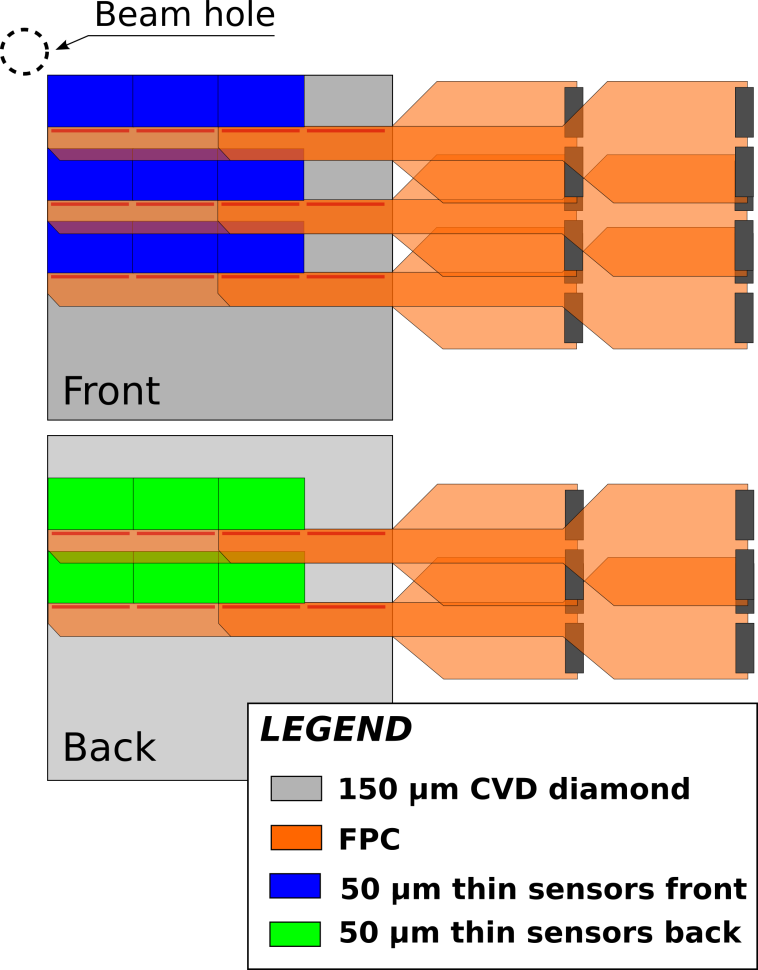 Beam hole
Front
Back
LEGEND
150 µm CVD diamond
FPC
50 µm thin sensors front
50 µm thin sensors back